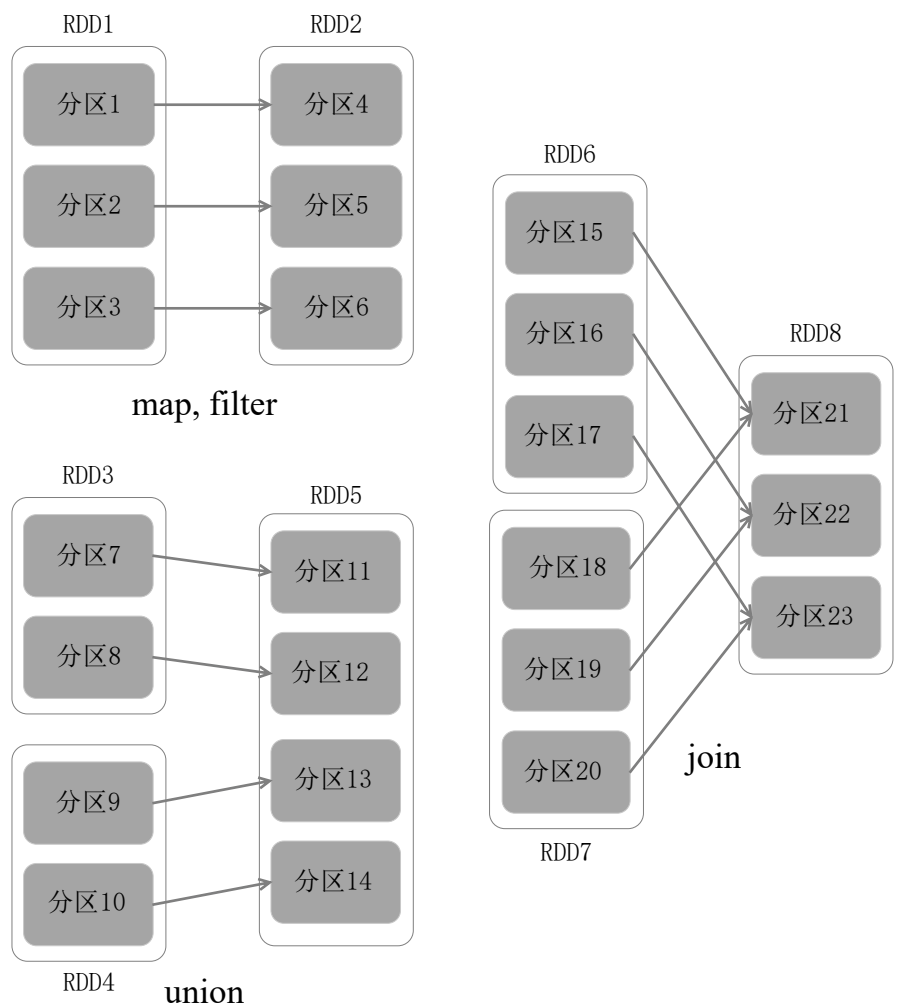 RDD1
RDD2
分区1
分区4
分区2
分区5
分区3
分区6
map, filter
RDD3
RDD5
分区7
分区11
分区8
分区12
分区9
分区13
分区10
分区14
RDD4
union
RDD6
分区15
分区16
分区17
RDD8
分区21
分区22
分区23
分区18
分区19
分区20
join
RDD7